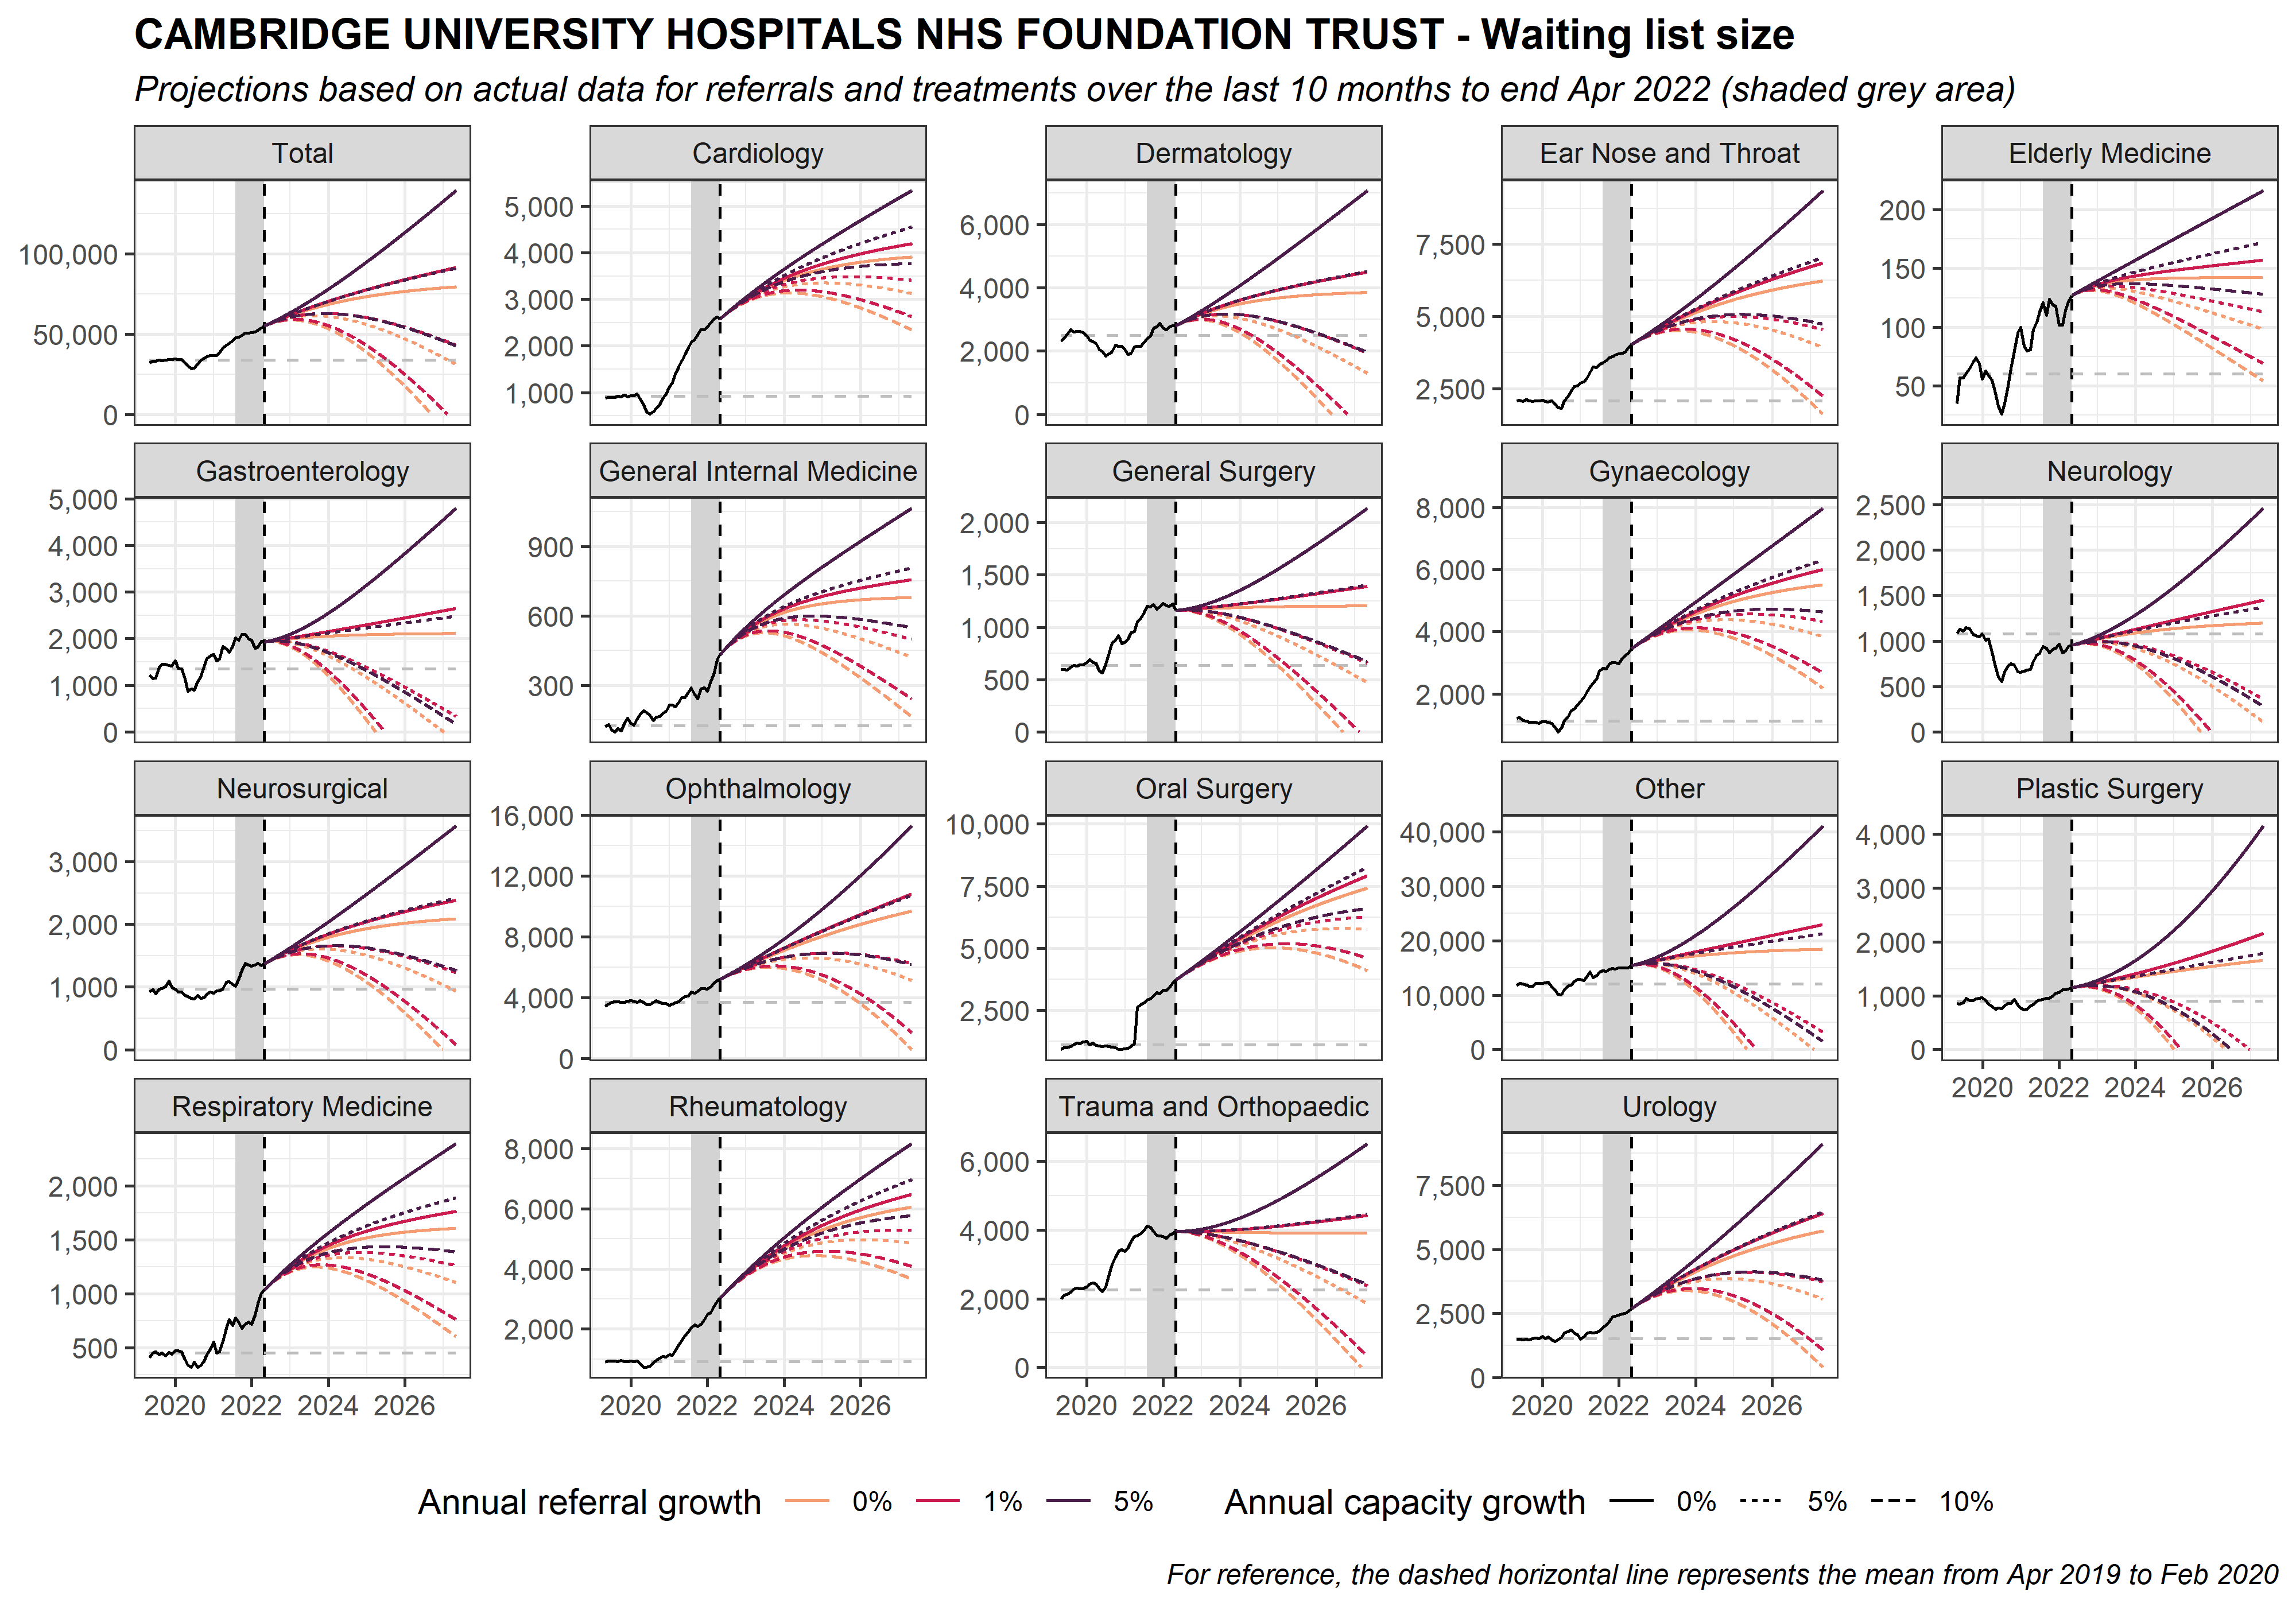 CAMBRIDGE UNIVERSITY HOSPITALS NHS FOUNDATION TRUST - Waiting list size
Projections based on actual data for referrals and treatments over the last 10 months to end Apr 2022 (shaded grey area)
Total
100,000
50,000
0
Cardiology
5,000
4,000
3,000
2,000
1,000
Dermatology
6,000
4,000
2,000
0
Ear Nose and Throat
7,500
5,000
2,500
Elderly Medicine
200
150
100
50
Gastroenterology
5,000
4,000
3,000
2,000
1,000
0
General Internal Medicine
900
600
300
General Surgery
2,000
1,500
1,000
500
0
Gynaecology
8,000
6,000
4,000
2,000
Neurology
2,500
2,000
1,500
1,000
500
0
Neurosurgical
3,000
2,000
1,000
0
Ophthalmology
16,000
12,000
8,000
4,000
0
Oral Surgery
10,000
7,500
5,000
2,500
Other
40,000
30,000
20,000
10,000
0
Plastic Surgery
4,000
3,000
2,000
1,000
0
2020 2022 2024 2026
Respiratory Medicine
2,000
1,500
1,000
500
2020 2022 2024 2026
Rheumatology
8,000
6,000
4,000
2,000
2020 2022 2024 2026
Trauma and Orthopaedic
6,000
4,000
2,000
0
2020 2022 2024 2026
Urology
7,500
5,000
2,500
0
2020 2022 2024 2026
Annual referral growth 0% 1% 5% Annual capacity growth 0% 5% 10%
For reference, the dashed horizontal line represents the mean from Apr 2019 to Feb 2020